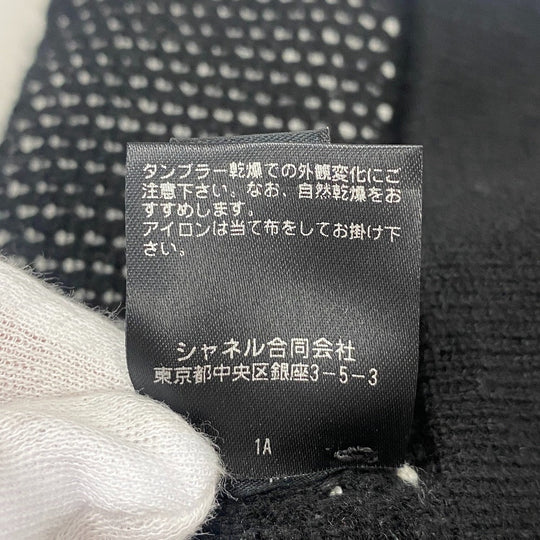 タンブラー乾燥での外観変化にご
注意下さい。なお、自然乾燥をお
すすめします。
アイロンは当て布をしてお掛け下
さい。
シャネル合同会社
東京都中央区銀座3-5-3
1A